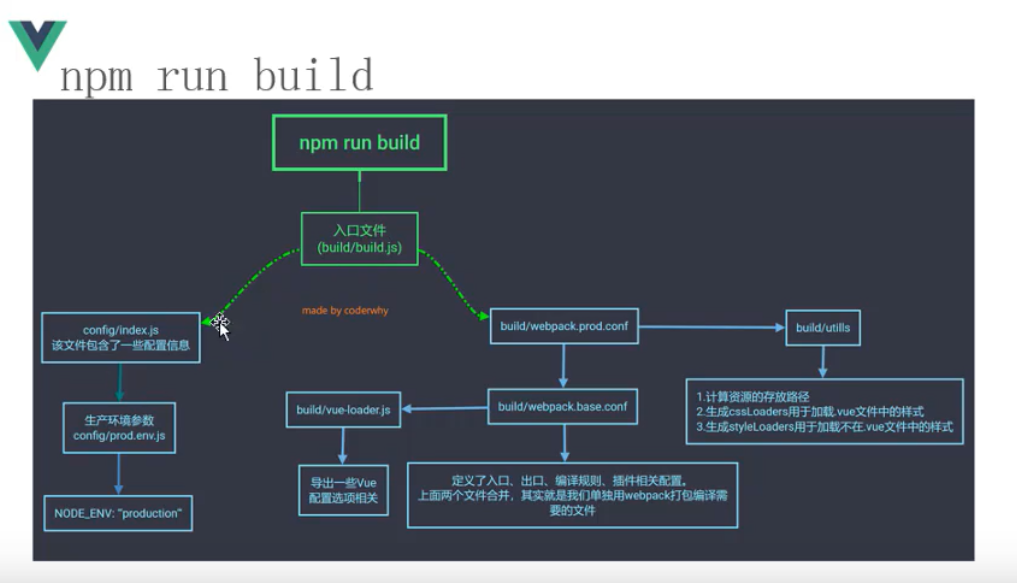 npm run build
npm run build
入口文件
(build/build.js)
made by coderwhy
config/index.js
该文件包含了一些配置信息
build/webpack.prod.conf
build/utills
生产环境参数
config/prod.env.js
build/vue-loader.js
build/webpack.base.conf
1.计算资源的存放路径
2.生成cssLoaders用于加载.vue文件中的样式
3.生成styleLoaders用于加载不在.vue文件中的样式
NODE_ENV: "production"
导出一些Vue
配置选项相关
定义了入口、出口、编译规则、插件相关配置。
上面两个文件合并，其实就是我们单独用webpack打包编译需
要的文件